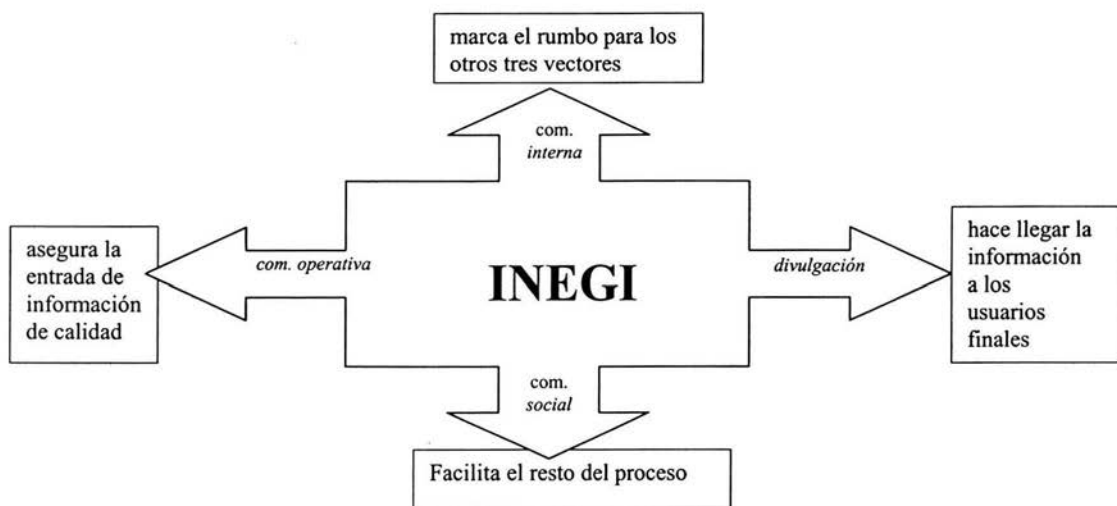 marca el rumbo para los
otros tres vectores
com.
interna
asegura la
entrada de
información
de calidad
com. operativa
INEGI
divulgación
hace llegar la
información
a los
usuarios
finales
com.
social
Facilita el resto del proceso